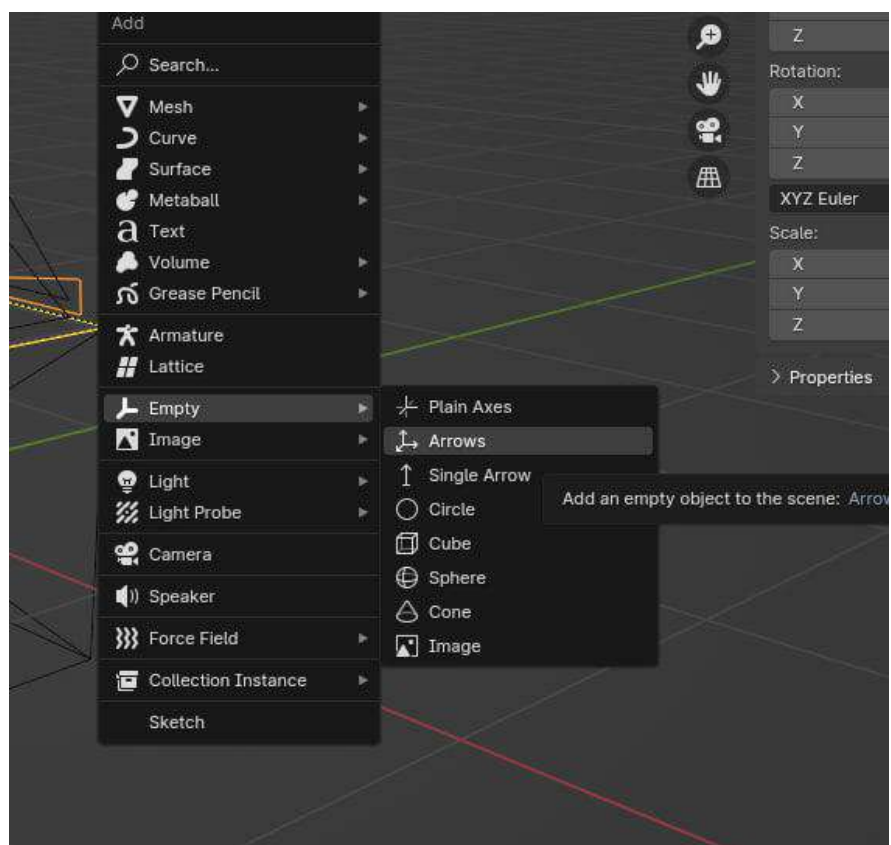 Add
Search...
Mesh
Curve
Surface
Metaball
Text
Volume
Grease Pencil
Armature
Lattice
Empty
Image
Light
Light Probe
Camera
Speaker
Force Field
Collection Instance
Sketch
Plain Axes
Arrows
Single Arrow
Circle
Cube
Sphere
Cone
Image
Add an empty object to the scene: Arrow
Z
Rotation:
X
Y
Z
XYZ Euler
Scale:
X
Y
Z
Properties